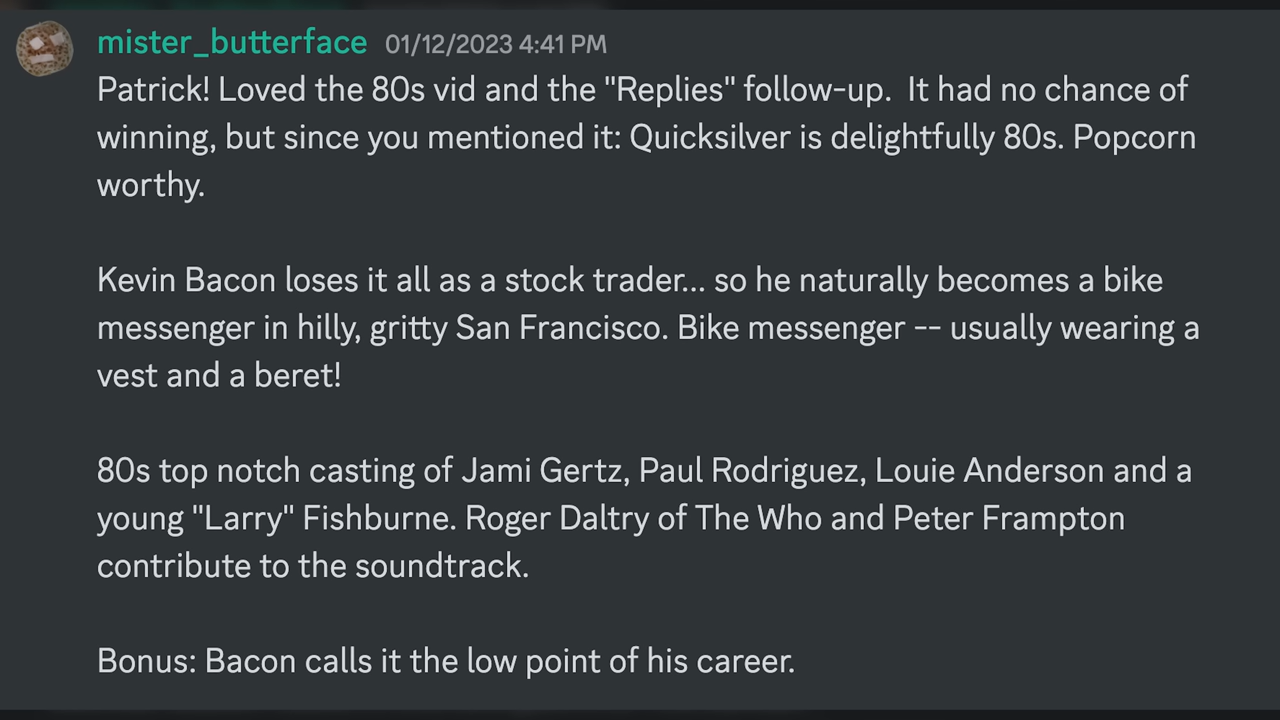 mister_butterface 01/12/2023 4:41 PM
Patrick! Loved the 80s vid and the "Replies" follow-up.  It had no chance of
winning, but since you mentioned it: Quicksilver is delightfully 80s. Popcorn
worthy.
Kevin Bacon loses it all as a stock trader... so he naturally becomes a bike
messenger in hilly, gritty San Francisco. Bike messenger -- usually wearing a
vest and a beret!
80s top notch casting of Jami Gertz, Paul Rodriguez, Louie Anderson and a
young "Larry" Fishburne. Roger Daltry of The Who and Peter Frampton
contribute to the soundtrack.
Bonus: Bacon calls it the low point of his career.